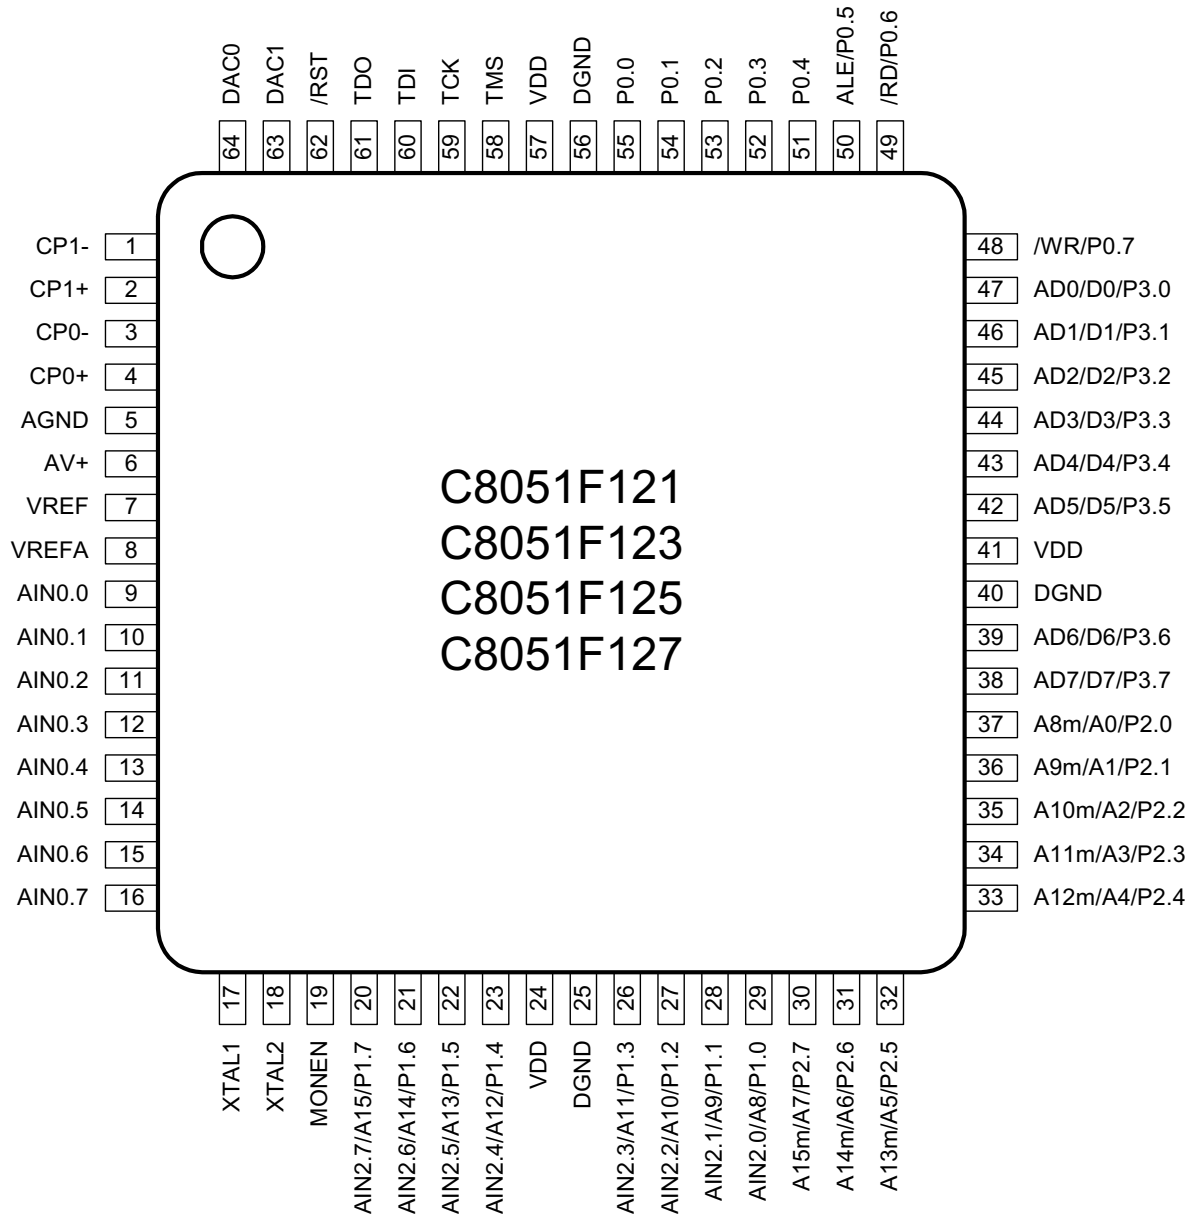 DAC0
DAC1
/RST
TDO
TDI
TCK
TMS
VDD
DGND
P0.0
P0.1
P0.2
P0.3
P0.4
ALE/P0.5
/RD/P0.6
64
63
62
61
60
59
58
57
56
55
54
53
52
51
50
49
CP1- 1
CP1+ 2
CP0- 3
CP0+ 4
AGND 5
AV+ 6
VREF 7
VREFA 8
AIN0.0 9
AIN0.1 10
AIN0.2 11
AIN0.3 12
AIN0.4 13
AIN0.5 14
AIN0.6 15
AIN0.7 16
C8051F121
C8051F123
C8051F125
C8051F127
48 /WR/P0.7
47 AD0/D0/P3.0
46 AD1/D1/P3.1
45 AD2/D2/P3.2
44 AD3/D3/P3.3
43 AD4/D4/P3.4
42 AD5/D5/P3.5
41 VDD
40 DGND
39 AD6/D6/P3.6
38 AD7/D7/P3.7
37 A8m/A0/P2.0
36 A9m/A1/P2.1
35 A10m/A2/P2.2
34 A11m/A3/P2.3
33 A12m/A4/P2.4
17
18
19
20
21
22
23
24
25
26
27
28
29
30
31
32
XTAL1
XTAL2
MONEN
AIN2.7/A15/P1.7
AIN2.6/A14/P1.6
AIN2.5/A13/P1.5
AIN2.4/A12/P1.4
VDD
DGND
AIN2.3/A11/P1.3
AIN2.2/A10/P1.2
AIN2.1/A9/P1.1
AIN2.0/A8/P1.0
A15m/A7/P2.7
A14m/A6/P2.6
A13m/A5/P2.5